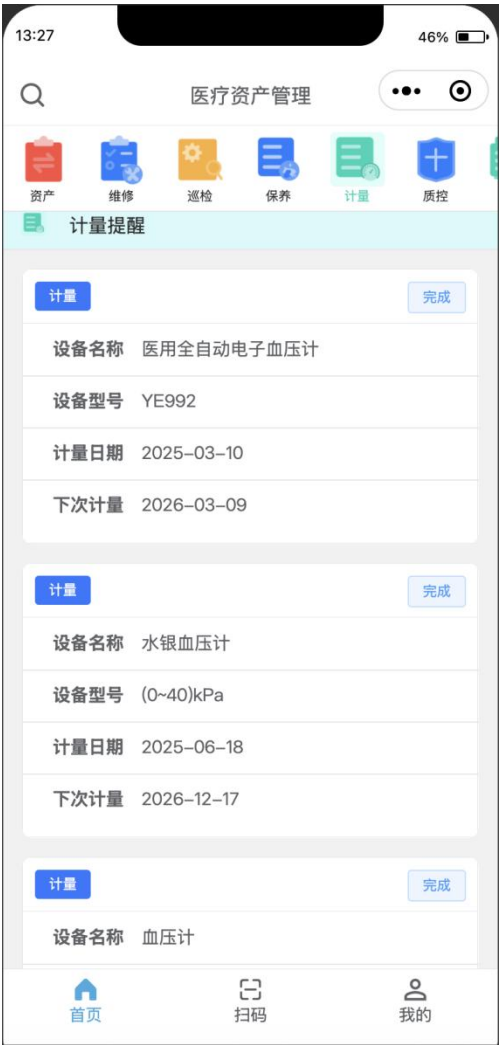 13:27 46%
医疗资产管理
资产 维修 巡检 保养 计量 质控
计量提醒
计量 完成
设备名称 医用全自动电子血压计
设备型号 YE992
计量日期 2025-03-10
下次计量 2026-03-09
计量 完成
设备名称 水银血压计
设备型号 (0~40)kPa
计量日期 2025-06-18
下次计量 2026-12-17
计量 完成
设备名称 血压计
首页 扫码 我的